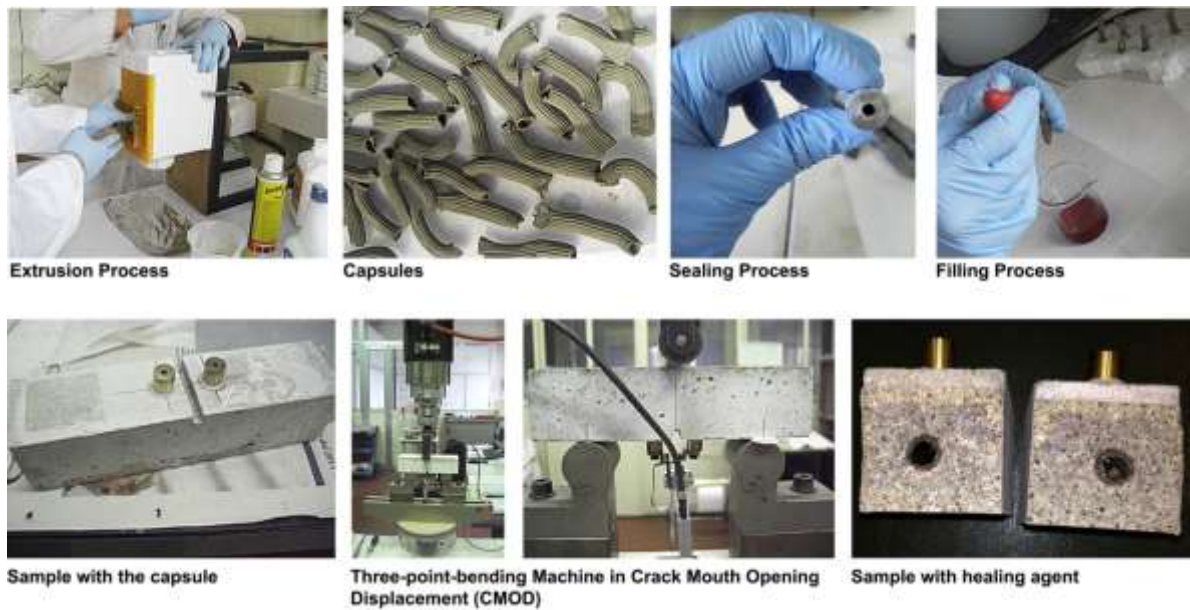 Extrusion Process
Capsules
Sealing Process
Filling Process
Sample with the capsule
Three-point-bending Machine in Crack Mouth Opening
Displacement (CMOD)
Sample with healing agent